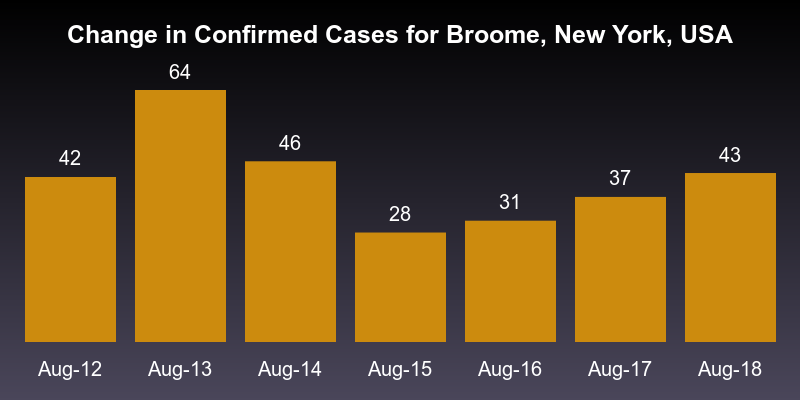 Change in Confirmed Cases for Broome, New York, USA
42
64
46
28
31
37
43
Aug-12
Aug-13
Aug-14
Aug-15
Aug-16
Aug-17
Aug-18